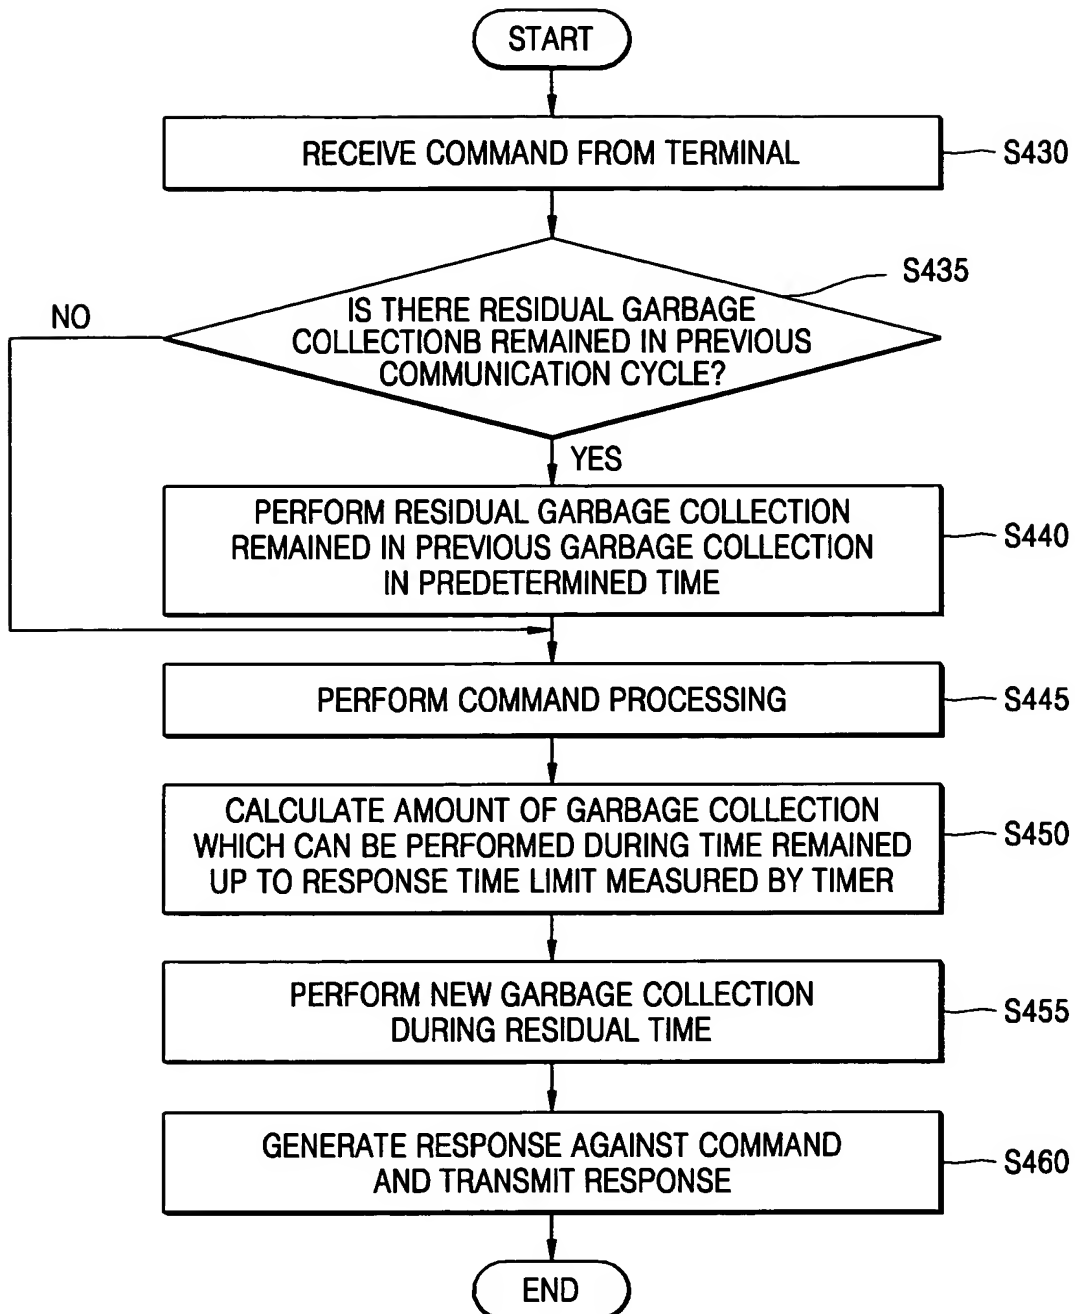 START
RECEIVE COMMAND FROM TERMINAL
S430
S435
IS THERE RESIDUAL GARBAGE
COLLECTIONB REMAINED IN PREVIOUS
COMMUNICATION CYCLE?
NO
YES
PERFORM RESIDUAL GARBAGE COLLECTION
REMAINED IN PREVIOUS GARBAGE COLLECTION
IN PREDETERMINED TIME
S440
PERFORM COMMAND PROCESSING
S445
CALCULATE AMOUNT OF GARBAGE COLLECTION
WHICH CAN BE PERFORMED DURING TIME REMAINED
UP TO RESPONSE TIME LIMIT MEASURED BY TIMER
S450
PERFORM NEW GARBAGE COLLECTION
DURING RESIDUAL TIME
S455
GENERATE RESPONSE AGAINST COMMAND
AND TRANSMIT RESPONSE
S460
END